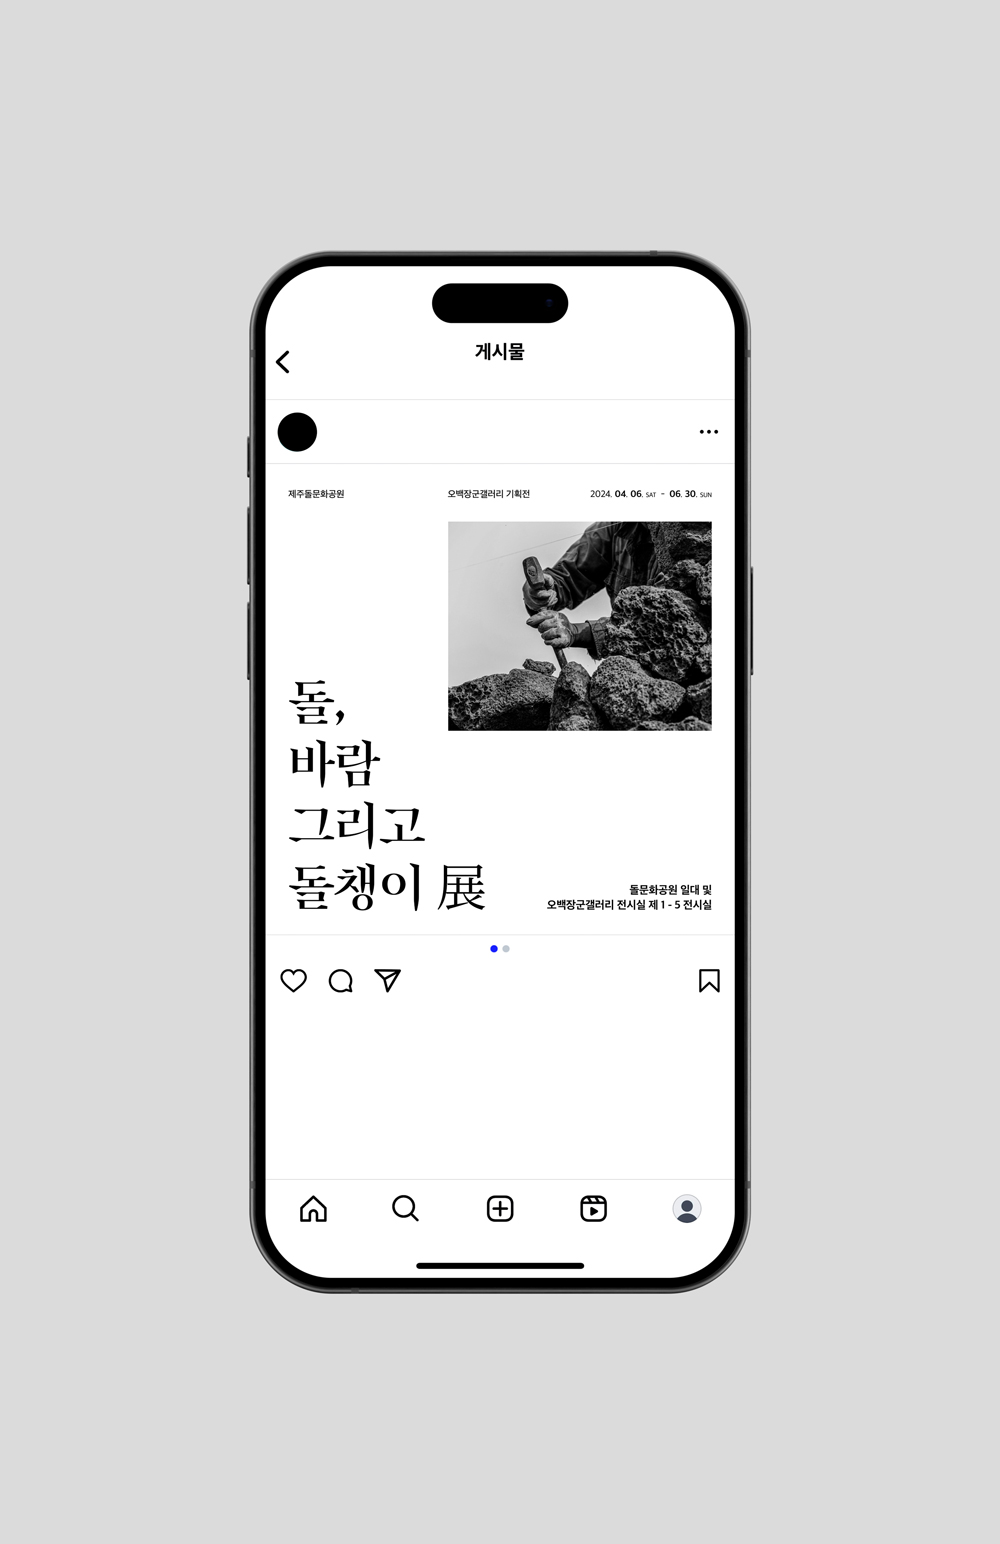 게시물
제주돌문화공원
오백장군갤러리 기획전
2024. 04. 06. SAT - 06. 30. SUN
돌,
바람
그리고
돌챙이 展
돌문화공원 일대 및
오백장군갤러리 전시실 제 1 - 5 전시실